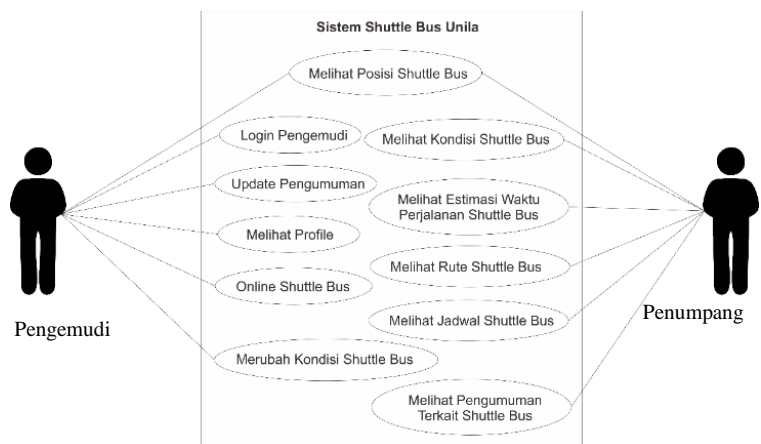 Sistem Shuttle Bus Unila
Melihat Posisi Shuttle Bus
Login Pengemudi
Melihat Kondisi Shuttle Bus
Update Pengumuman
Melihat Estimasi Waktu
Perjalanan Shuttle Bus
Melihat Profile
Melihat Rute Shuttle Bus
Online Shuttle Bus
Melihat Jadwal Shuttle Bus
Pengemudi
Penumpang
Merubah Kondisi Shuttle Bus
Melihat Pengumuman
Terkait Shuttle Bus